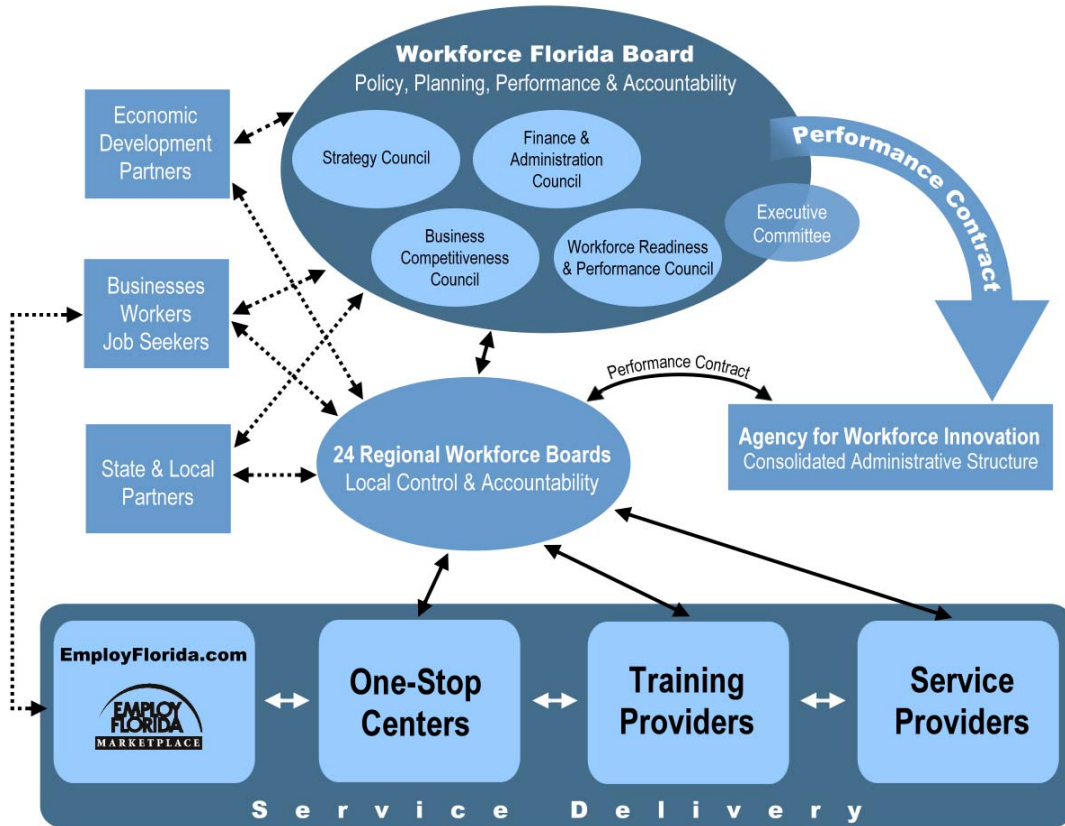 Workforce Florida Board
Policy, Planning, Performance & Accountability
Strategy Council
Finance &
Administration
Council
Business
Competitiveness
Council
Workforce Readiness
& Performance Council
Executive
Committee
Performance Contract
Economic
Development
Partners
Businesses
Workers
Job Seekers
State & Local
Partners
Performance Contract
24 Regional Workforce Boards
Local Control & Accountability
Agency for Workforce Innovation
Consolidated Administrative Structure
EmployFlorida.com
EMPLOY
FLORIDA
MARKETPLACE
One-Stop
Centers
Training
Providers
Service
Providers
Service Delivery